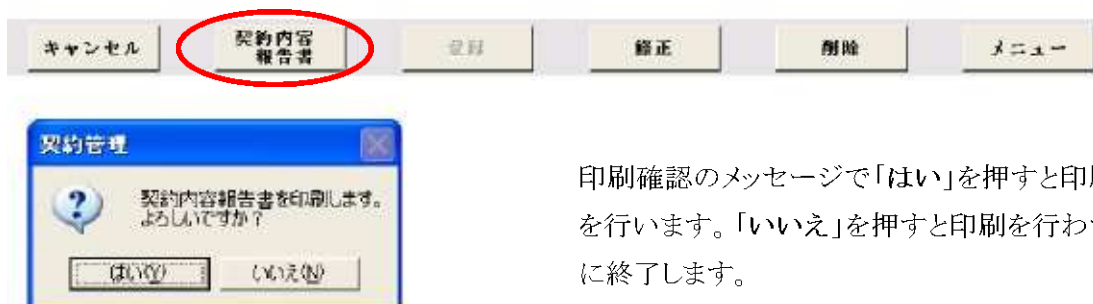 キャンセル
契約内容
報告書
登録
修正
削除
メニュー
契約管理
契約内容報告書を印刷します。
よろしいですか？
はい(Y)
いいえ(N)
印刷確認のメッセージで「はい」を押すと印
を行います。「いいえ」を押すと印刷を行わ
に終了します。